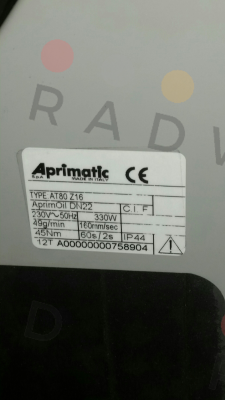 RADW
Aprimatic CE
S.p.A. MADE IN ITALY
TYPE AT80 Z16
AprimOil DN22 C.I.F
230V~50Hz 330W
49g/min 160mm/sec
45Nm 60s/2s IP44
12T A00000000758904